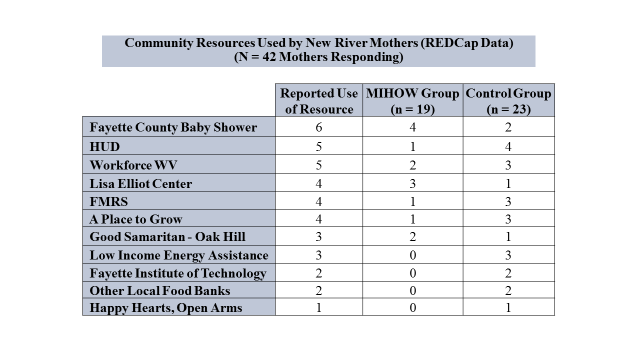 Community Resources Used by New River Mothers (REDCap Data)
(N = 42 Mothers Responding)
Reported Use of Resource MIHOW Group (n = 19) Control Group (n = 23)
Fayette County Baby Shower 6 4 2
HUD 5 1 4
Workforce WV 5 2 3
Lisa Elliot Center 4 3 1
FMRS 4 1 3
A Place to Grow 4 1 3
Good Samaritan - Oak Hill 3 2 1
Low Income Energy Assistance 3 0 3
Fayette Institute of Technology 2 0 2
Other Local Food Banks 2 0 2
Happy Hearts, Open Arms 1 0 1